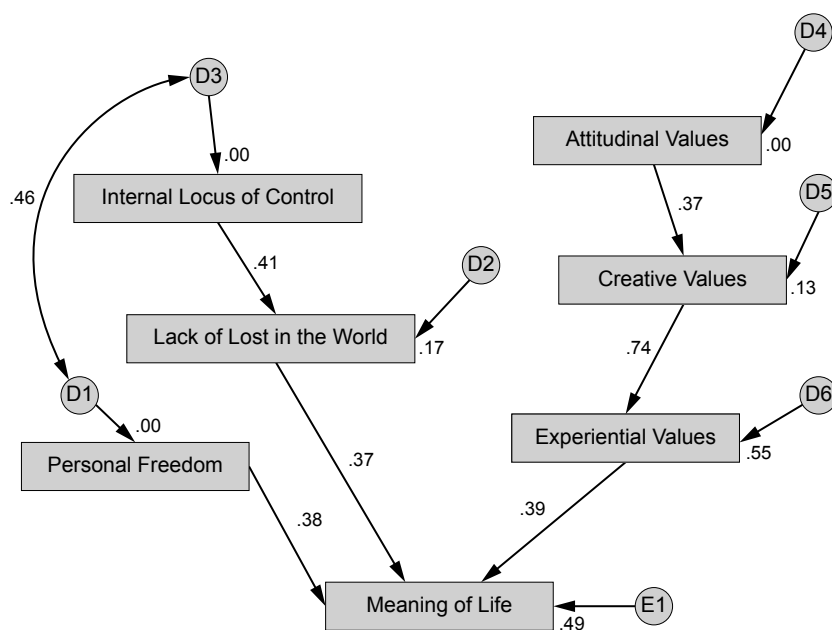 D4
D3
Attitudinal Values
.00
.00
Internal Locus of Control
.37
D5
.46
.41
D2
Creative Values
.13
Lack of Lost in the World
.17
.74
D1
D6
.00
Experiential Values
.55
Personal Freedom
.37
.38
.39
Meaning of Life
E1
.49